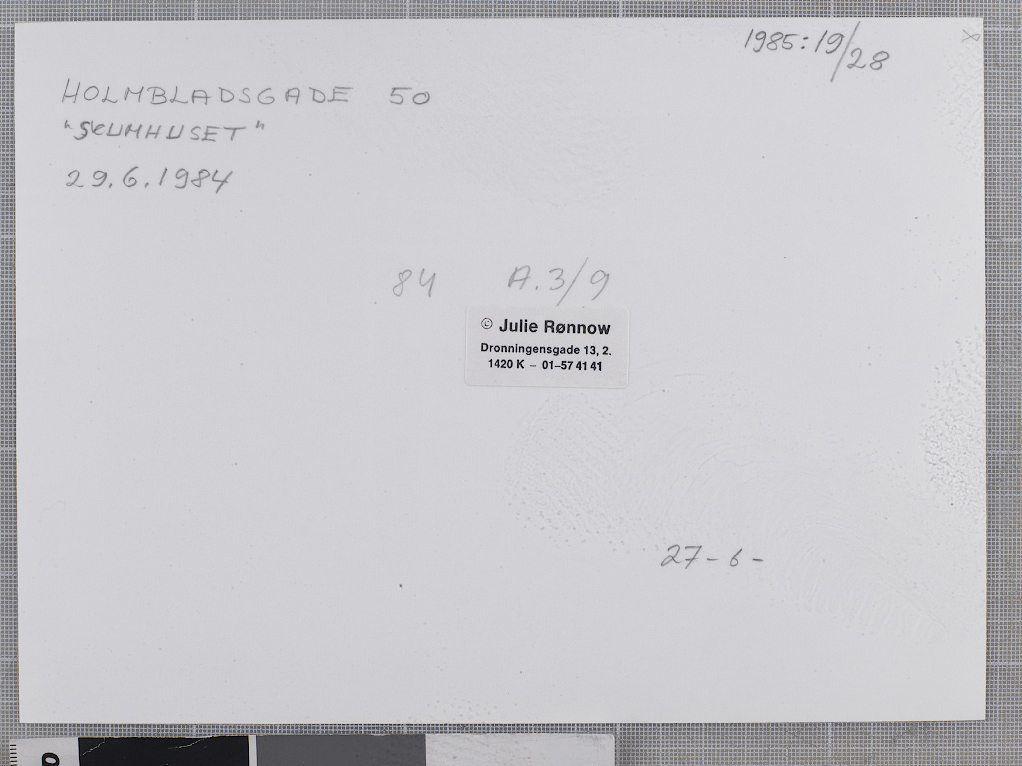 1985:19/28
HOLMBLADSGADE 50
"SKUMHUSET"
29.6.1984
84 A.3/9
© Julie Rønnow
Dronningensgade 13, 2.
1420 K – 01–57 41 41
27-6-